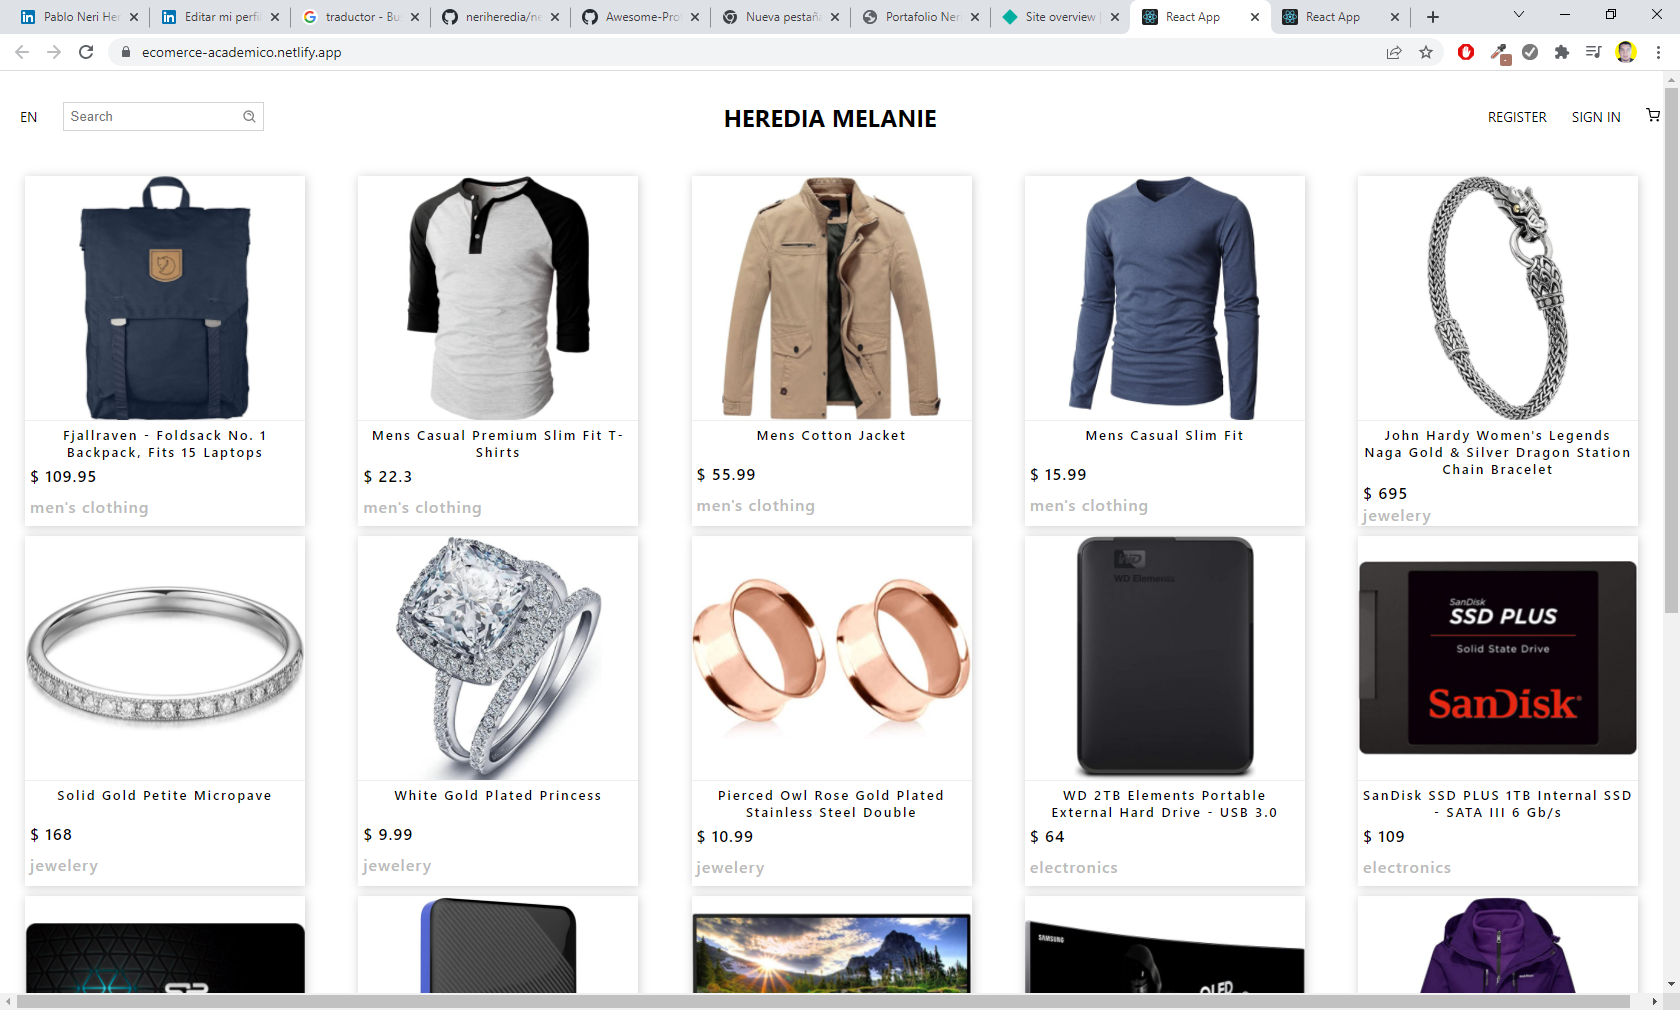 Pablo Neri Her
Editar mi perfil
traductor - Bu
neriheredia/ne
Awesome-Prof
Nueva pestaña
Portafolio Neri
Site overview |
React App
React App
ecomerce-academico.netlify.app
EN
Search
HEREDIA MELANIE
REGISTER
SIGN IN
Fjallraven - Foldsack No. 1
Backpack, Fits 15 Laptops
$ 109.95
men's clothing
Mens Casual Premium Slim Fit T-
Shirts
$ 22.3
men's clothing
Mens Cotton Jacket
$ 55.99
men's clothing
Mens Casual Slim Fit
$ 15.99
men's clothing
John Hardy Women's Legends
Naga Gold & Silver Dragon Station
Chain Bracelet
$ 695
jewelery
Solid Gold Petite Micropave
$ 168
jewelery
White Gold Plated Princess
$ 9.99
jewelery
Pierced Owl Rose Gold Plated
Stainless Steel Double
$ 10.99
jewelery
WD
WD Elements
WD 2TB Elements Portable
External Hard Drive - USB 3.0
$ 64
electronics
SanDisk
SSD PLUS
Solid State Drive
SanDisk
SanDisk SSD PLUS 1TB Internal SSD
- SATA III 6 Gb/s
$ 109
electronics
SAMSUNG
QLED